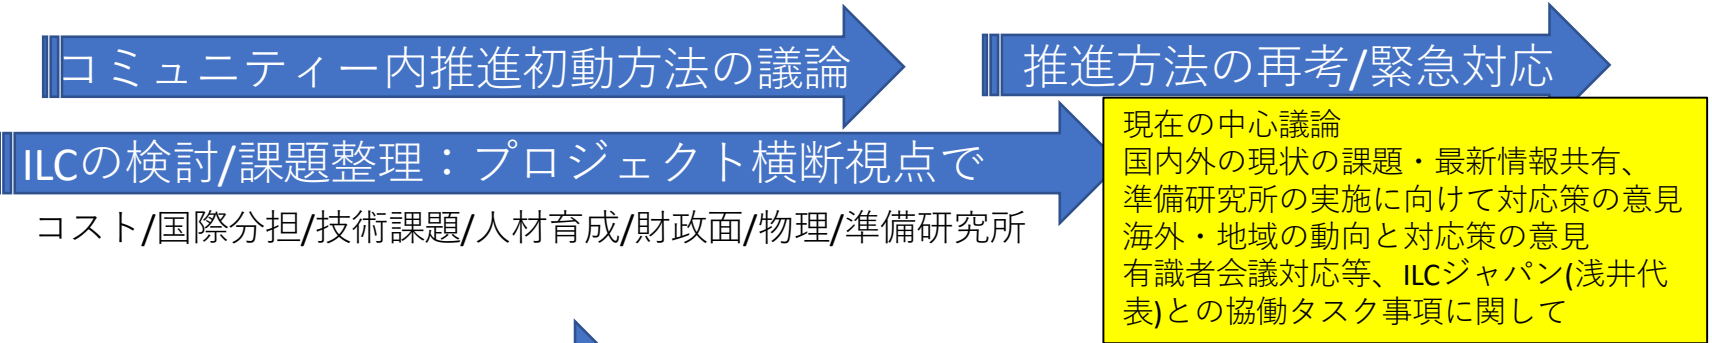 コミュニティー内推進初動方法の議論
推進方法の再考/緊急対応
ILCの検討/課題整理：プロジェクト横断視点で
コスト/国際分担/技術課題/人材育成/財政面/物理/準備研究所
現在の中心議論
国内外の現状の課題・最新情報共有、
準備研究所の実施に向けて対応策の意見
海外・地域の動向と対応策の意見
有識者会議対応等、ILCジャパン(浅井代
表)との協働タスク事項に関して